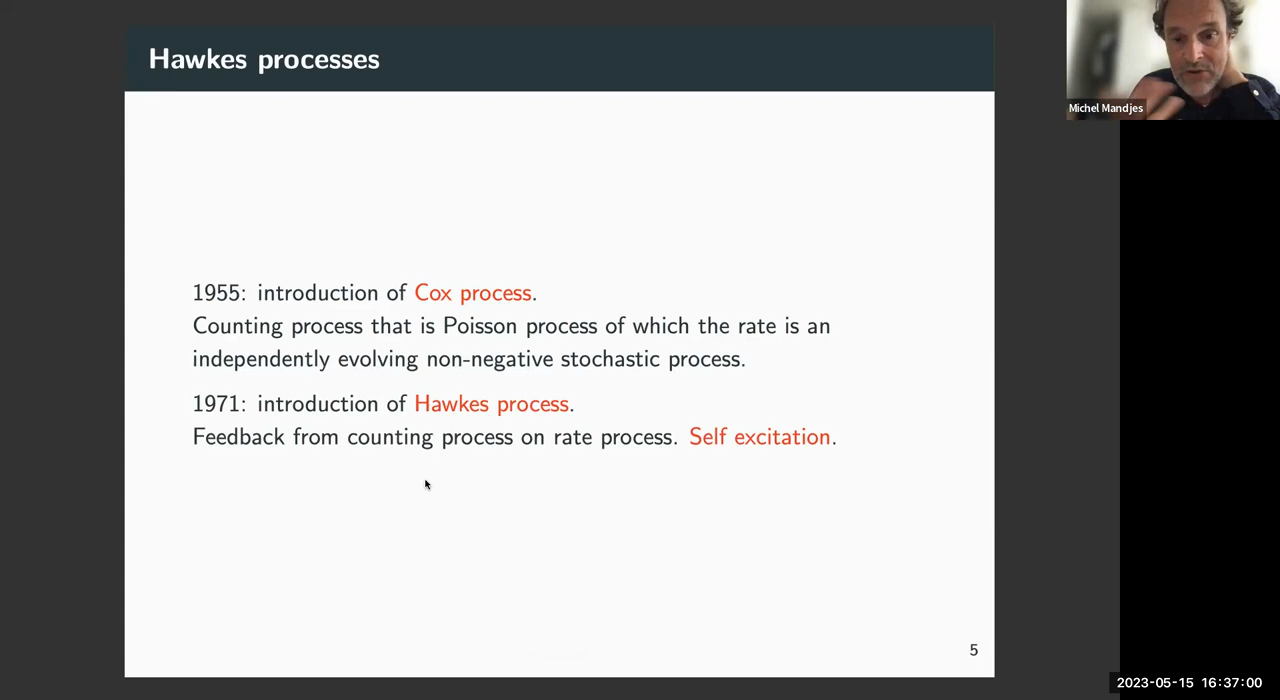 Hawkes processes
Michel Mandjes
1955: introduction of Cox process.
Counting process that is Poisson process of which the rate is an
independently evolving non-negative stochastic process.
1971: introduction of Hawkes process.
Feedback from counting process on rate process. Self excitation.
5
2023-05-15 16:37:00